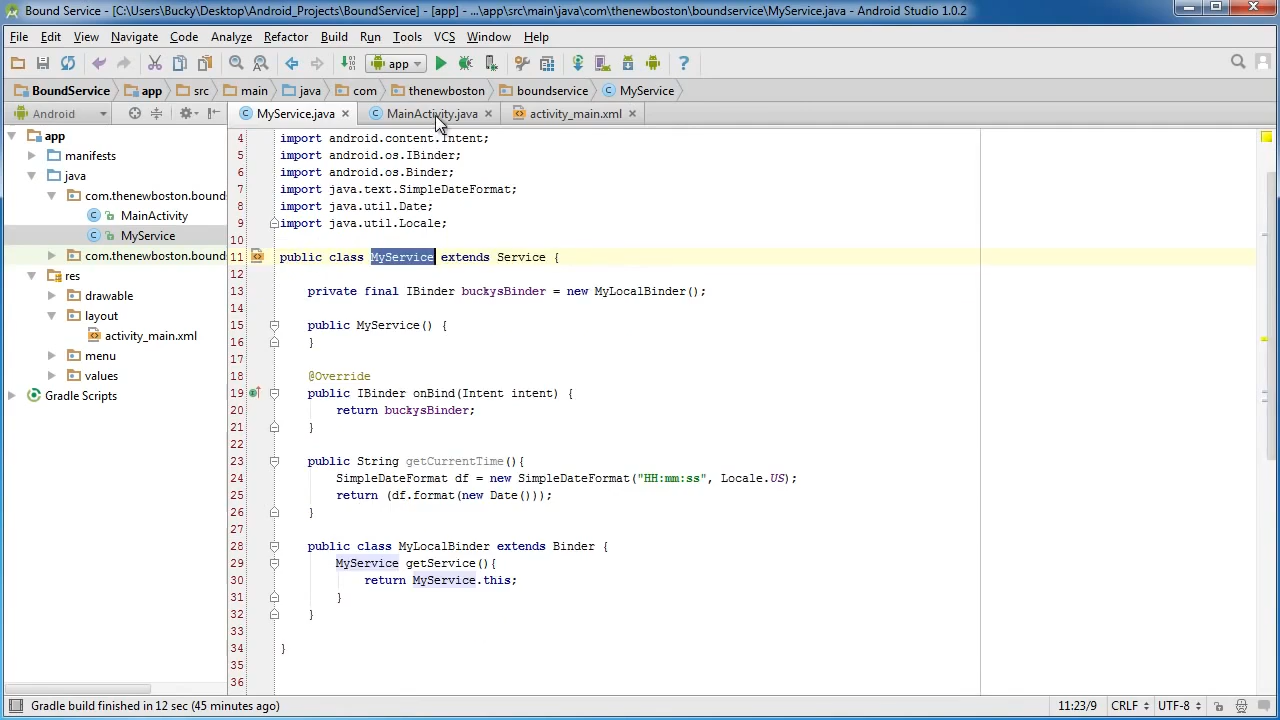 Bound Service - [C:\Users\Bucky\Desktop\Android_Projects\BoundService] - [app] - ...\app\src\main\java\com\thenewboston\boundservice\MyService.java - Android Studio 1.0.2
File Edit View Navigate Code Analyze Refactor Build Run Tools VCS Window Help
app
BoundService app src main java com thenewboston boundservice MyService
Android MyService.java MainActivity.java activity_main.xml
app
manifests
java
com.thenewboston.bound
MainActivity
MyService
com.thenewboston.bound
res
drawable
layout
activity_main.xml
menu
values
Gradle Scripts
4 import android.content.Intent;
5 import android.os.IBinder;
6 import android.os.Binder;
7 import java.text.SimpleDateFormat;
8 import java.util.Date;
9 import java.util.Locale;
10
11 public class MyService extends Service {
12
13 private final IBinder buckysBinder = new MyLocalBinder();
14
15 public MyService() {
16 }
17
18 @Override
19 public IBinder onBind(Intent intent) {
20 return buckysBinder;
21 }
22
23 public String getCurrentTime(){
24 SimpleDateFormat df = new SimpleDateFormat("HH:mm:ss", Locale.US);
25 return (df.format(new Date()));
26 }
27
28 public class MyLocalBinder extends Binder {
29 MyService getService(){
30 return MyService.this;
31 }
32 }
33
34 }
35
36
Gradle build finished in 12 sec (45 minutes ago) 11:23/9 CRLF UTF-8